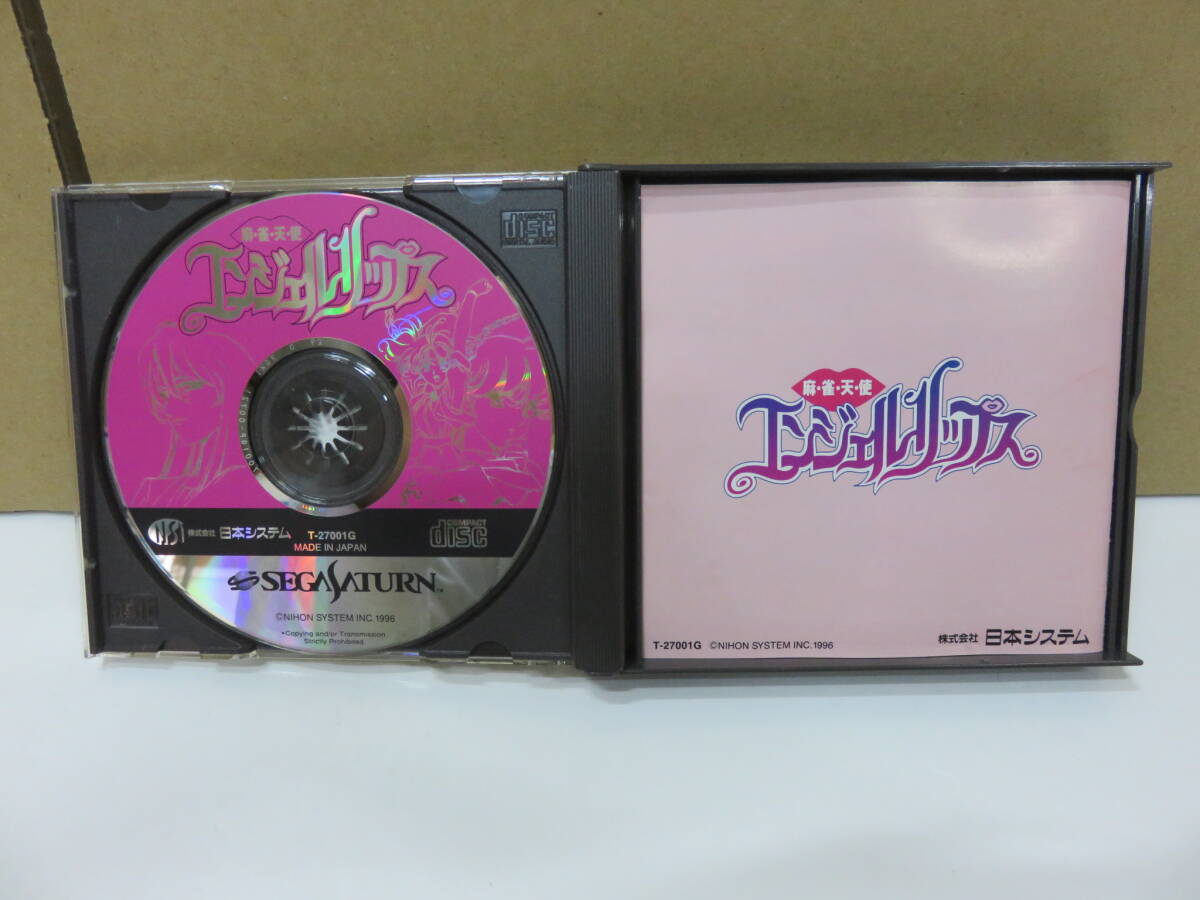 麻・雀・天・使
エンジェルリップス
COMPACT
disc
NSI 株式会社 日本システム T-27001G
MADE IN JAPAN
COMPACT
disc
SEGA SATURN™
©NIHON SYSTEM INC.1996
•Copying and/or Transmission
Strictly Prohibited.
麻・雀・天・使
エンジェルリップス
T-27001G ©NIHON SYSTEM INC.1996
株式会社 日本システム